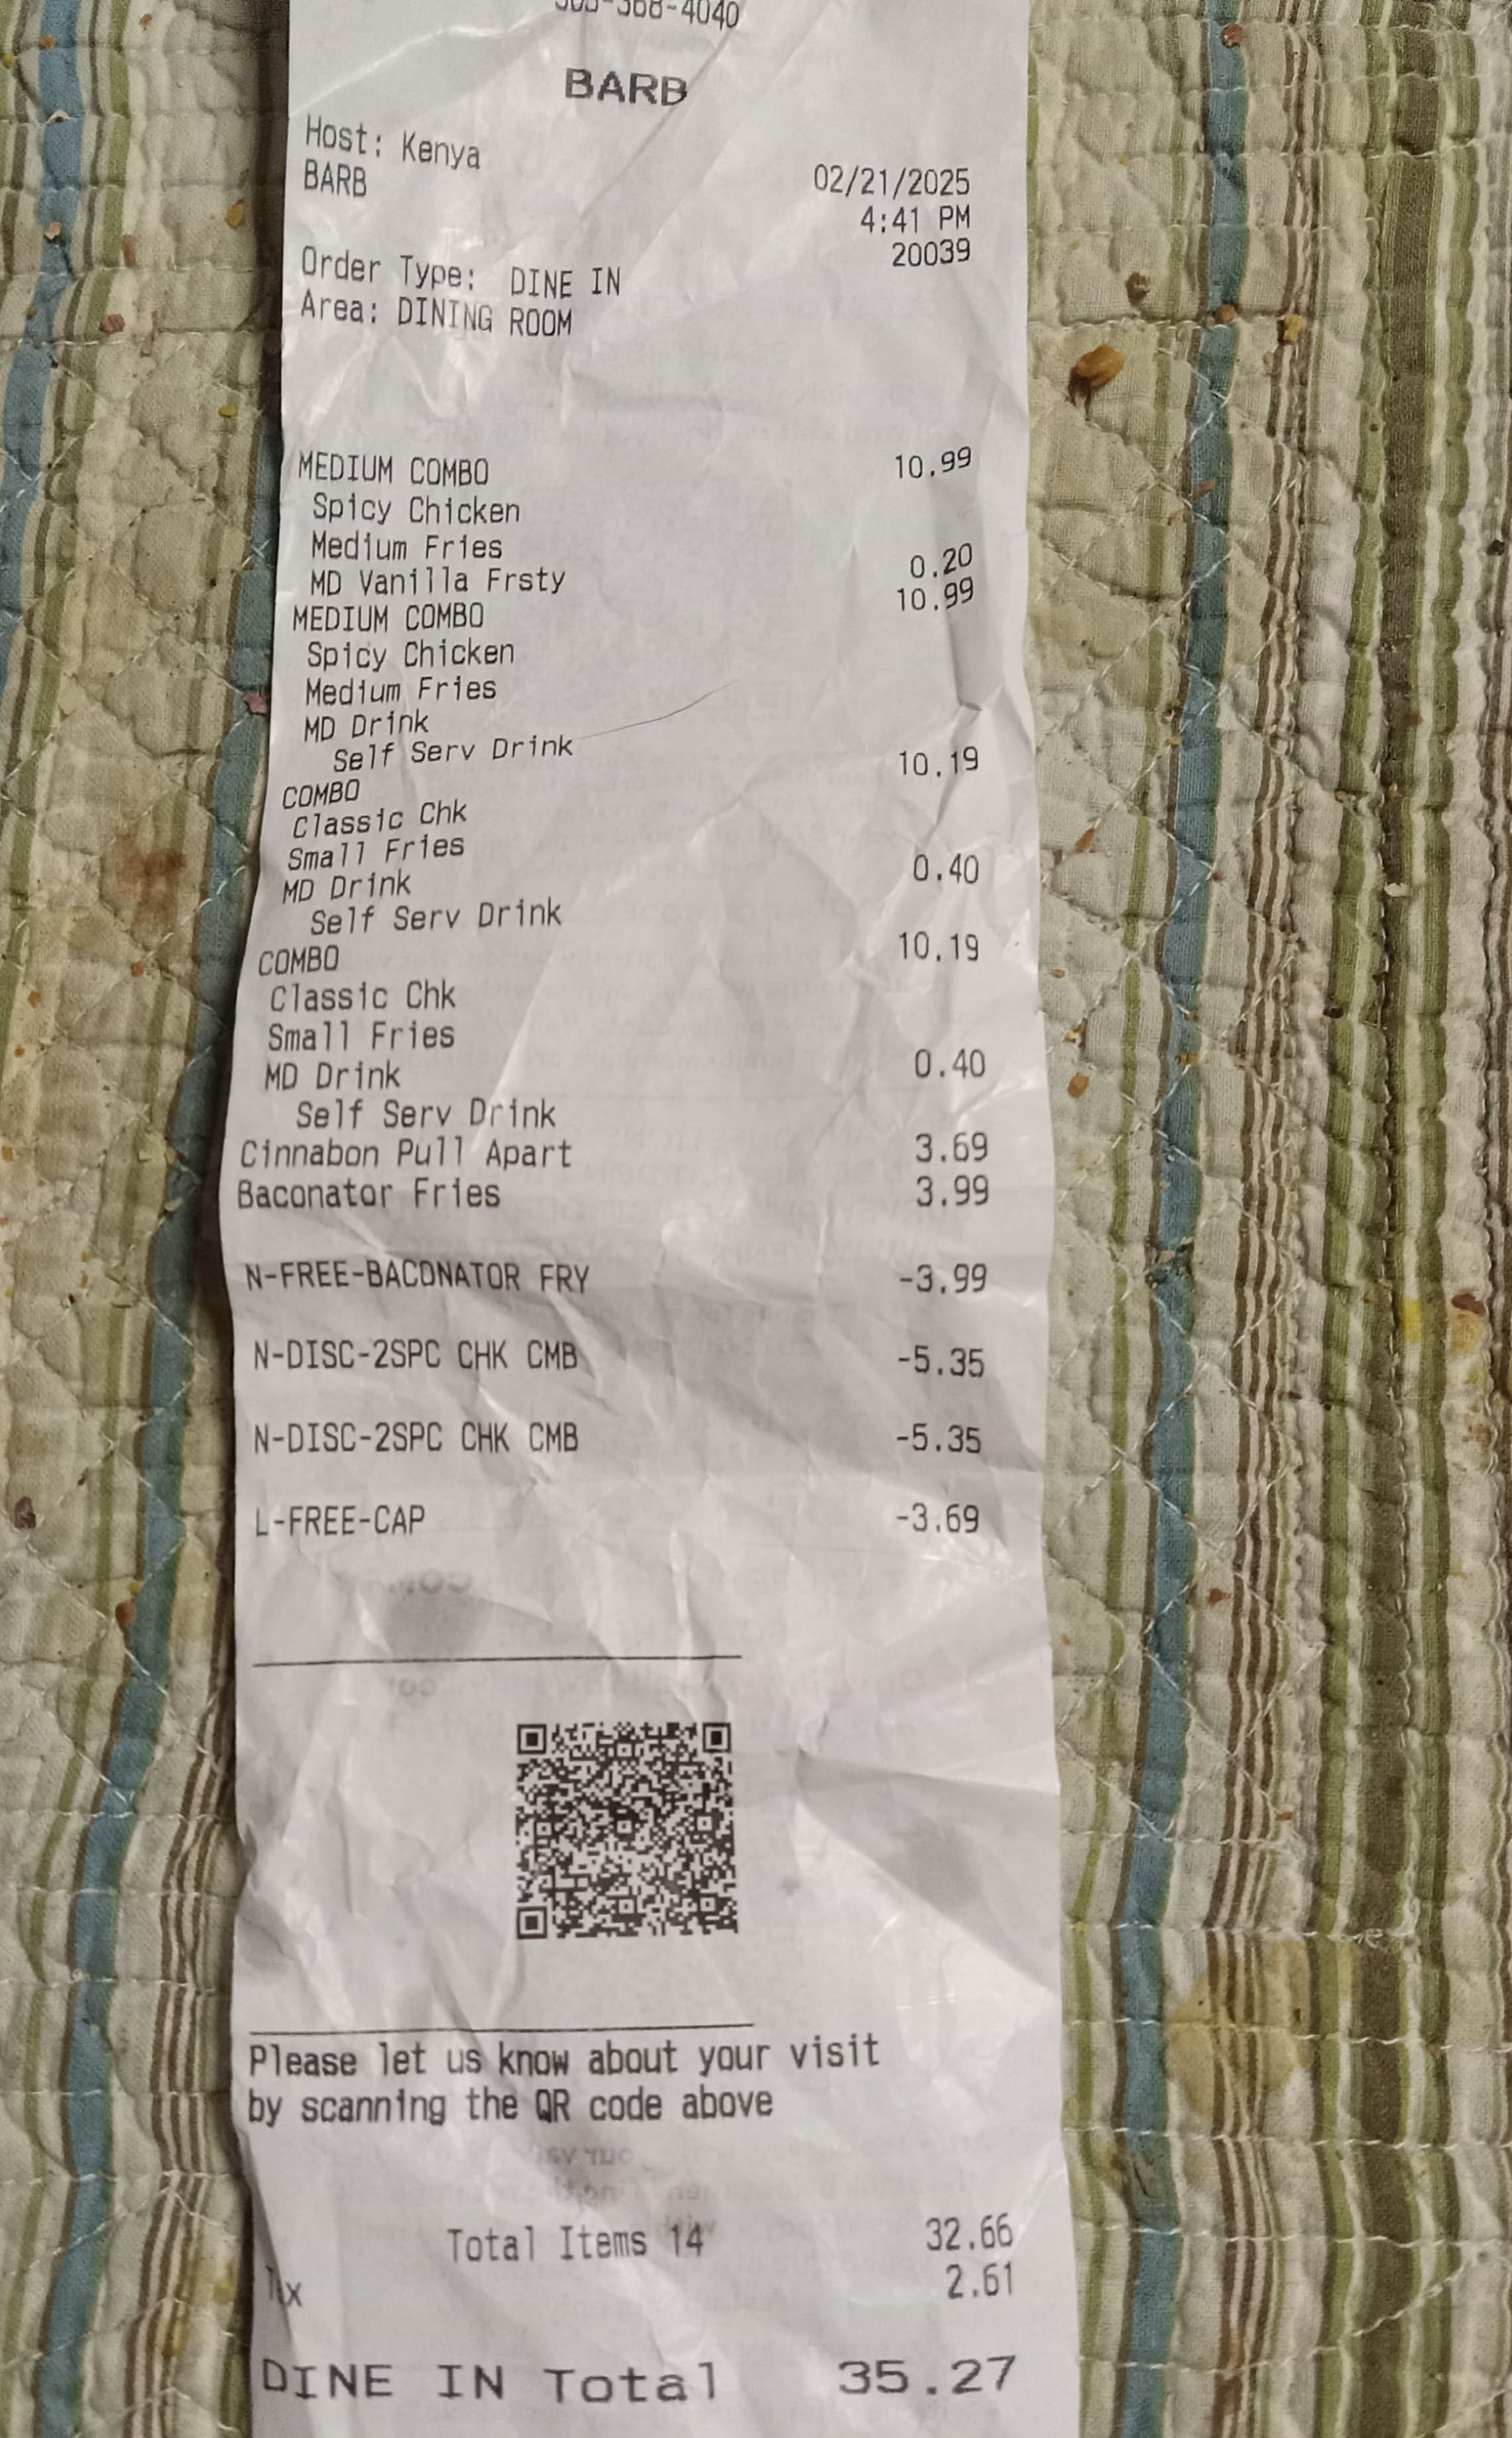 368-4040
BARB
Host: Kenya
BARB 02/21/2025
4:41 PM
Order Type: DINE IN 20039
Area: DINING ROOM
MEDIUM COMBO 10.99
Spicy Chicken
Medium Fries
MD Vanilla Frsty 0.20
MEDIUM COMBO 10.99
Spicy Chicken
Medium Fries
MD Drink
Self Serv Drink
COMBO 10.19
Classic Chk
Small Fries
MD Drink 0.40
Self Serv Drink
COMBO 10.19
Classic Chk
Small Fries
MD Drink 0.40
Self Serv Drink
Cinnabon Pull Apart 3.69
Baconator Fries 3.99
N-FREE-BACONATOR FRY -3.99
N-DISC-2SPC CHK CMB -5.35
N-DISC-2SPC CHK CMB -5.35
L-FREE-CAP -3.69
Please let us know about your visit
by scanning the QR code above
Total Items 14 32.66
Tax 2.61
DINE IN Total 35.27